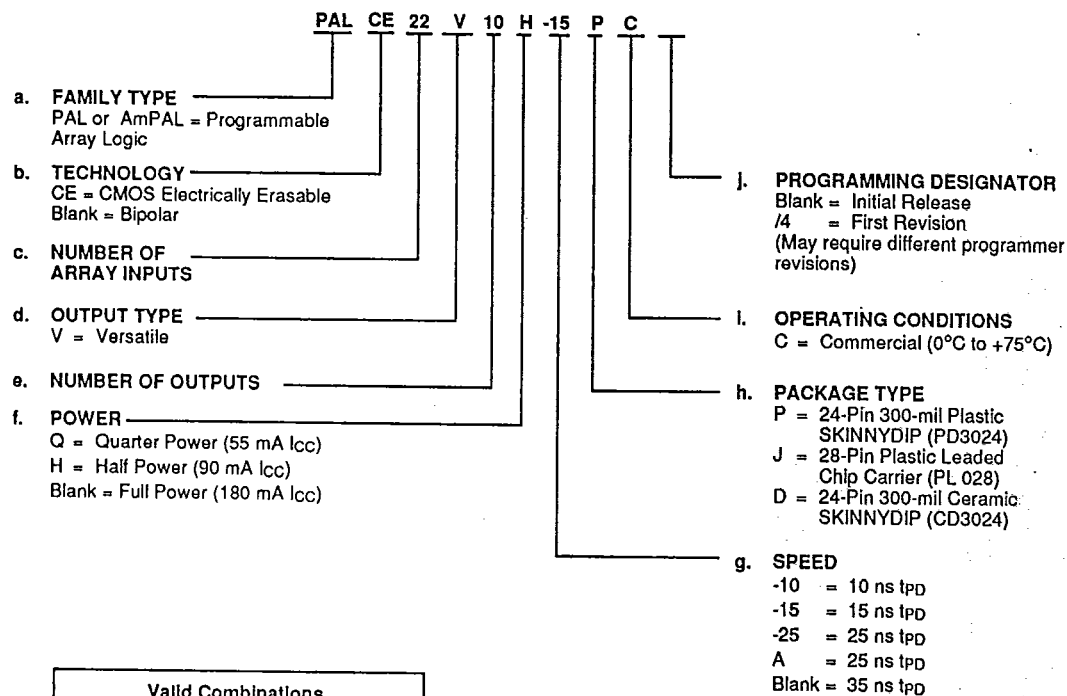 PAL CE 22 V 10 H -15 P C
a. FAMILY TYPE
PAL or AmPAL = Programmable
Array Logic
b. TECHNOLOGY
CE = CMOS Electrically Erasable
Blank = Bipolar
c. NUMBER OF
ARRAY INPUTS
d. OUTPUT TYPE
V = Versatile
e. NUMBER OF OUTPUTS
f. POWER
Q = Quarter Power (55 mA ICC)
H = Half Power (90 mA ICC)
Blank = Full Power (180 mA ICC)
j. PROGRAMMING DESIGNATOR
Blank = Initial Release
/4 = First Revision
(May require different programmer
revisions)
i. OPERATING CONDITIONS
C = Commercial (0°C to +75°C)
h. PACKAGE TYPE
P = 24-Pin 300-mil Plastic
SKINNYDIP (PD3024)
J = 28-Pin Plastic Leaded
Chip Carrier (PL 028)
D = 24-Pin 300-mil Ceramic
SKINNYDIP (CD3024)
g. SPEED
-10 = 10 ns tPD
-15 = 15 ns tPD
-25 = 25 ns tPD
A = 25 ns tPD
Blank = 35 ns tPD
Valid Combinations